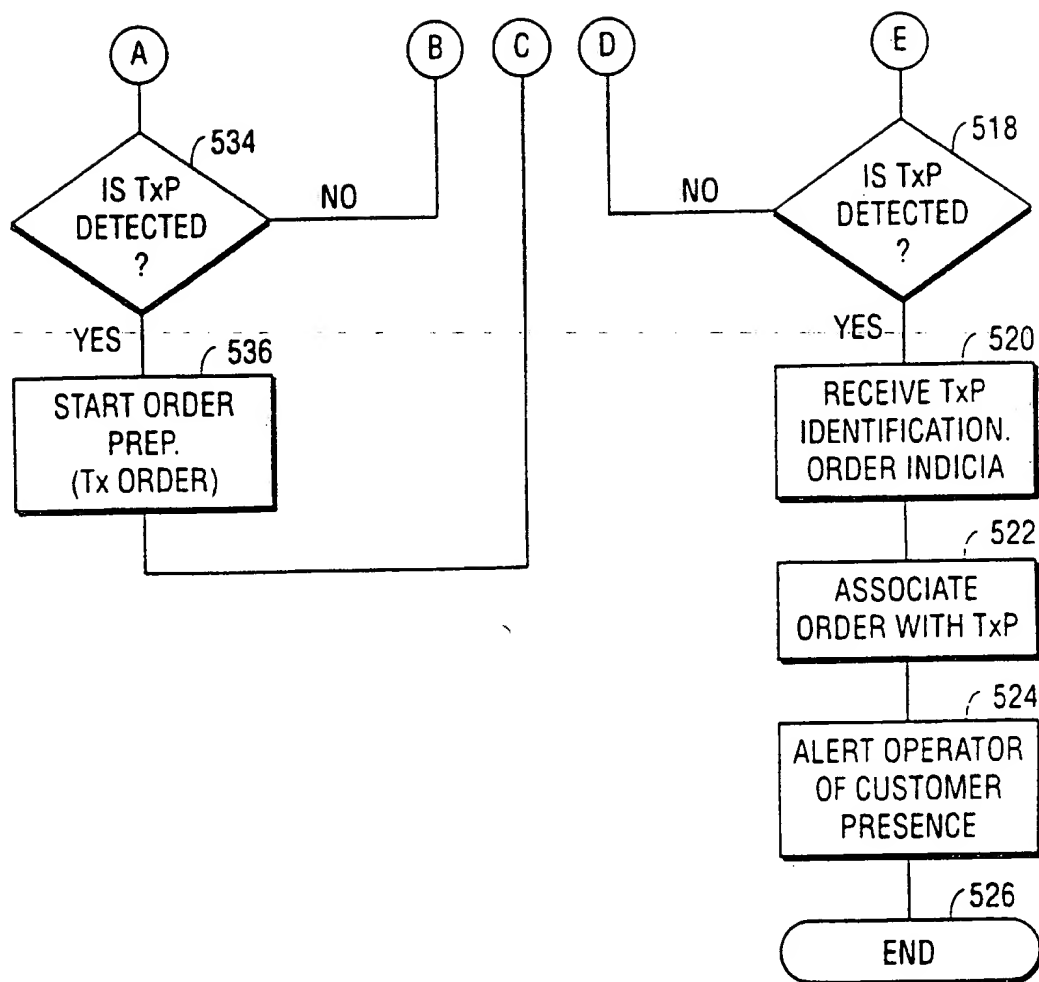 A
B
C
D
E
534
IS TxP
DETECTED
?
NO
YES
536
START ORDER
PREP.
(Tx ORDER)
518
IS TxP
DETECTED
?
NO
YES
520
RECEIVE TxP
IDENTIFICATION.
ORDER INDICIA
522
ASSOCIATE
ORDER WITH TxP
524
ALERT OPERATOR
OF CUSTOMER
PRESENCE
526
END